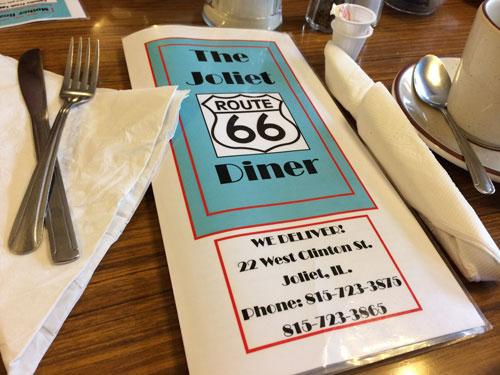 The
Joliet
ROUTE
66
Diner
WE DELIVER!
22 West Clinton St.
Joliet, IL.
Phone: 815-723-3875
815-723-3865